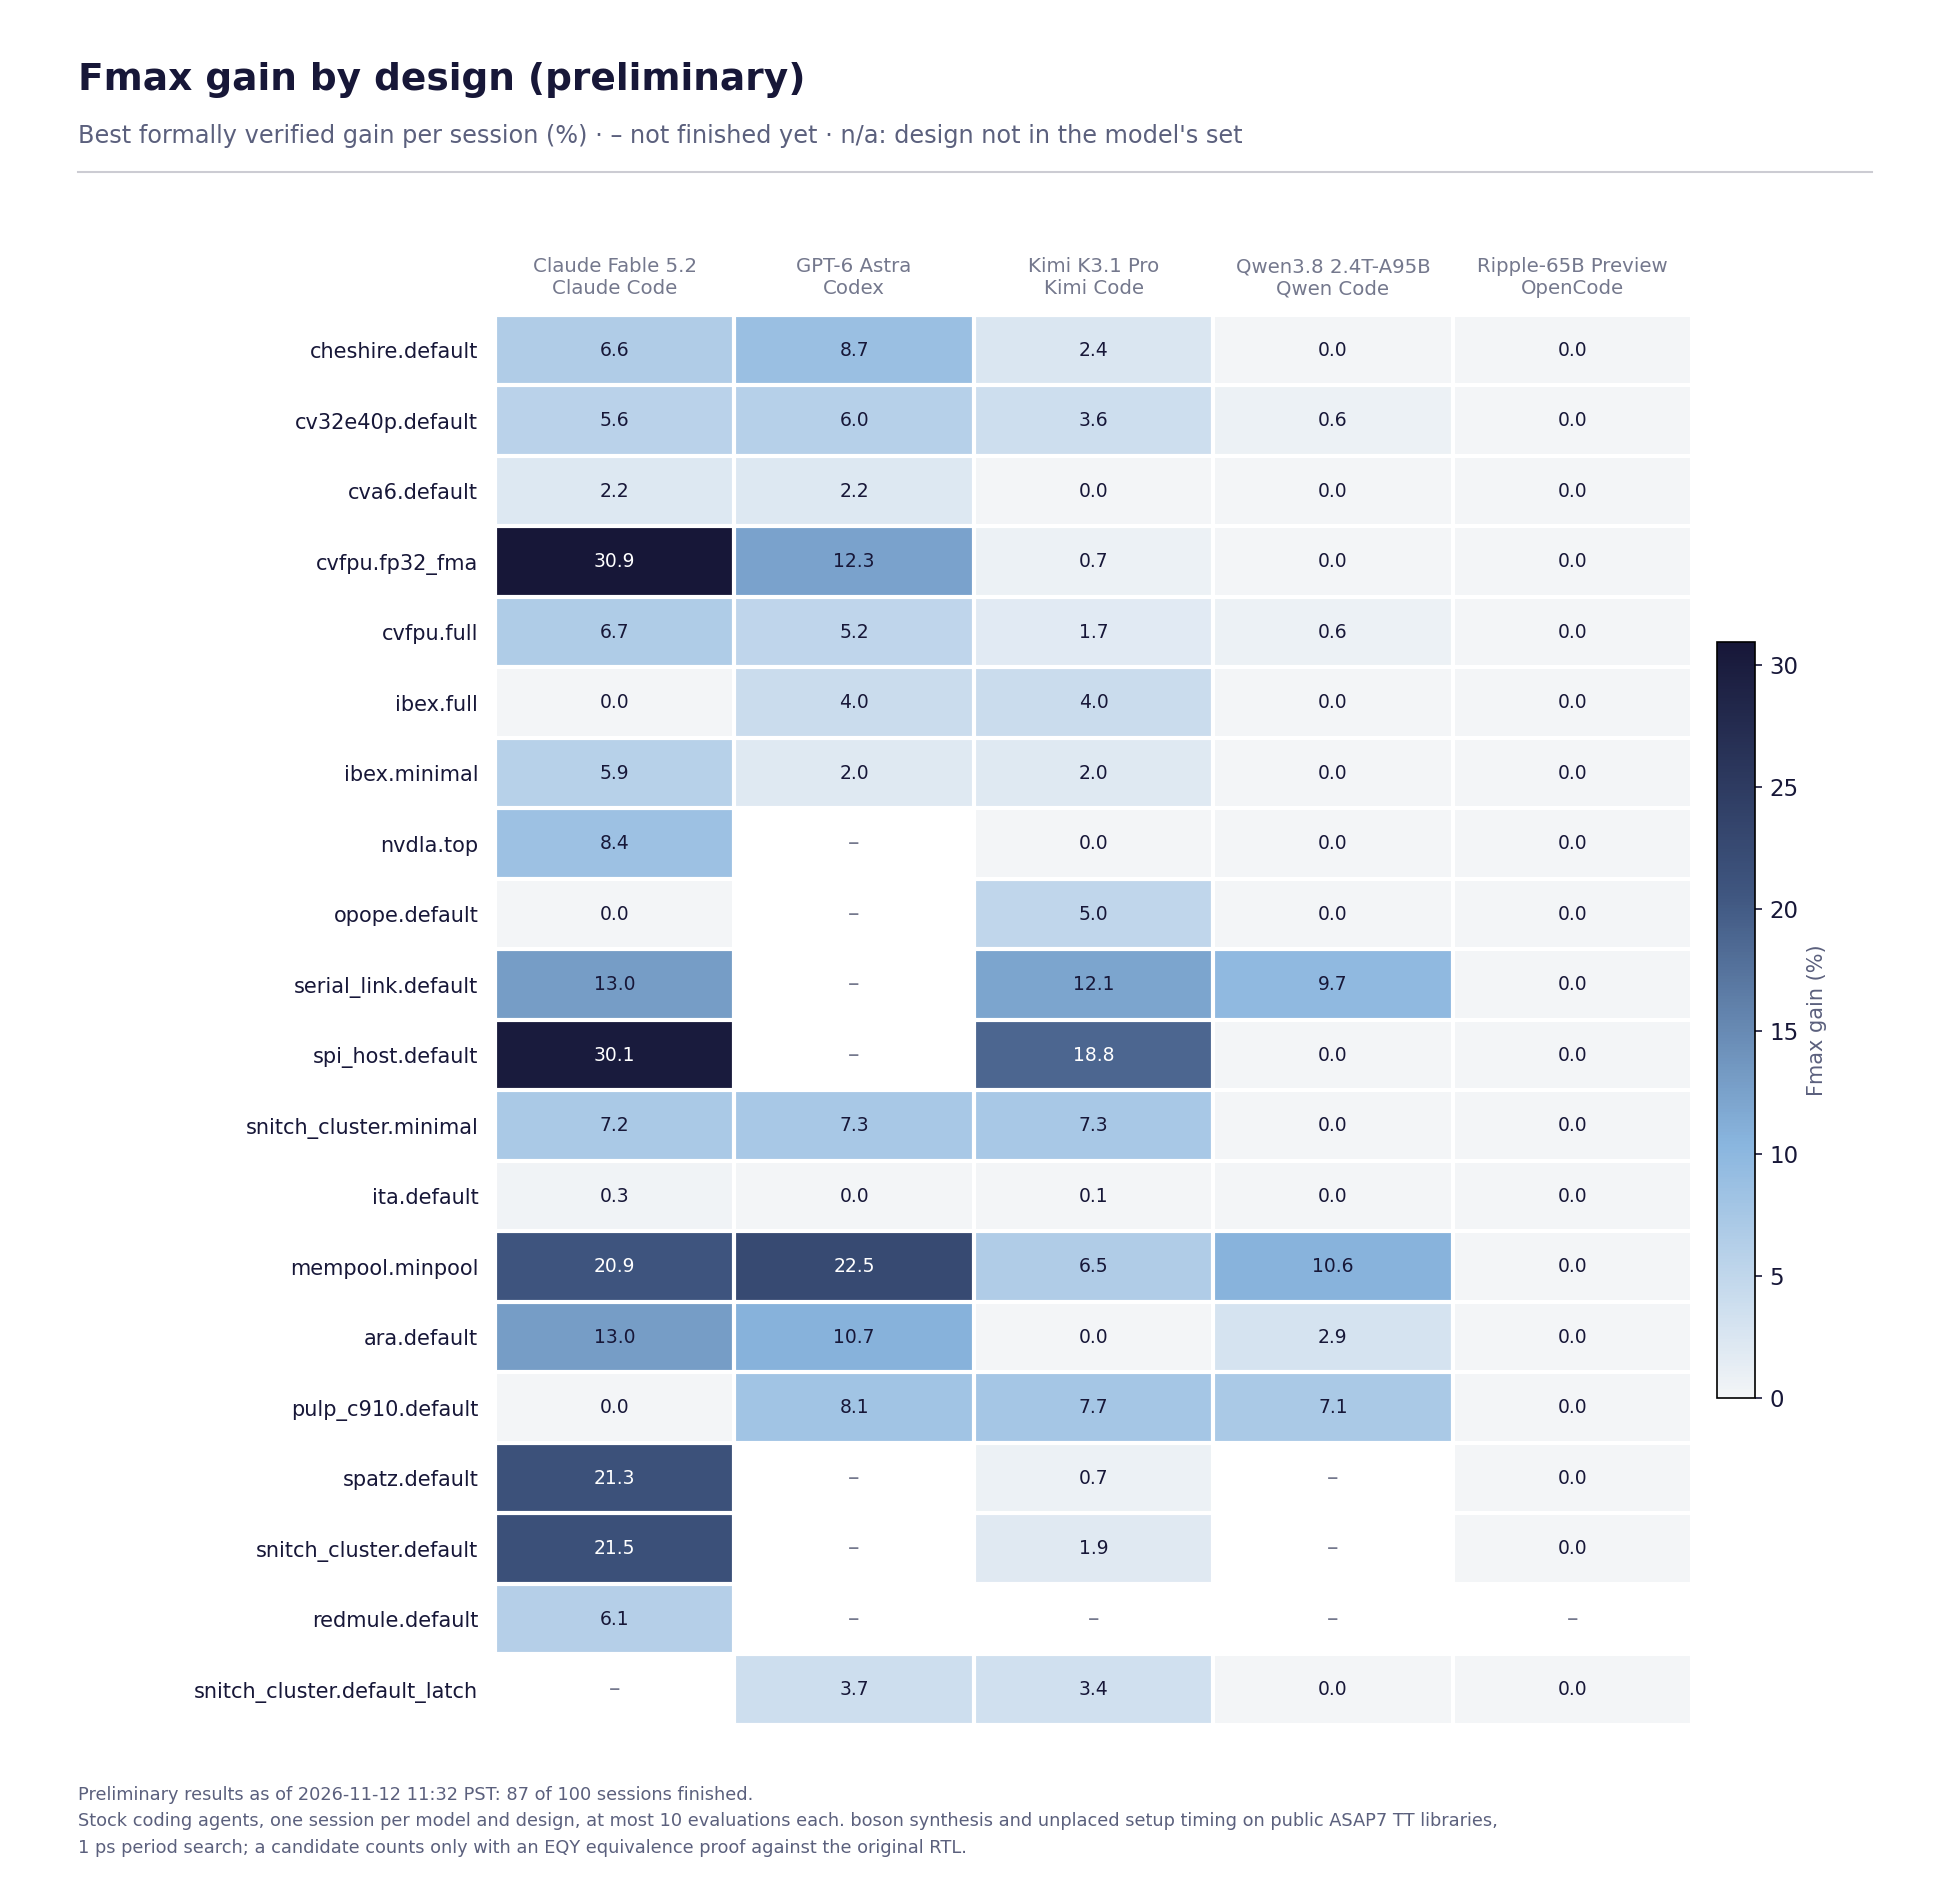 Fmax gain by design (preliminary)
Best formally verified gain per session (%) · – not finished yet · n/a: design not in the model's set
Claude Fable 5.2 GPT-6 Astra Kimi K3.1 Pro Qwen3.8 2.4T-A95B Ripple-65B Preview
Claude Code Codex Kimi Code Qwen Code OpenCode
cheshire.default 6.6 8.7 2.4 0.0 0.0
cv32e40p.default 5.6 6.0 3.6 0.6 0.0
cva6.default 2.2 2.2 0.0 0.0 0.0
cvfpu.fp32_fma 30.9 12.3 0.7 0.0 0.0
cvfpu.full 6.7 5.2 1.7 0.6 0.0
ibex.full 0.0 4.0 4.0 0.0 0.0
ibex.minimal 5.9 2.0 2.0 0.0 0.0
nvdla.top 8.4 – 0.0 0.0 0.0
opope.default 0.0 – 5.0 0.0 0.0
serial_link.default 13.0 – 12.1 9.7 0.0
spi_host.default 30.1 – 18.8 0.0 0.0
snitch_cluster.minimal 7.2 7.3 7.3 0.0 0.0
ita.default 0.3 0.0 0.1 0.0 0.0
mempool.minpool 20.9 22.5 6.5 10.6 0.0
ara.default 13.0 10.7 0.0 2.9 0.0
pulp_c910.default 0.0 8.1 7.7 7.1 0.0
spatz.default 21.3 – 0.7 – 0.0
snitch_cluster.default 21.5 – 1.9 – 0.0
redmule.default 6.1 – – – –
snitch_cluster.default_latch – 3.7 3.4 0.0 0.0
30
25
20
15
10
5
0
Fmax gain (%)
Preliminary results as of 2026-11-12 11:32 PST: 87 of 100 sessions finished.
Stock coding agents, one session per model and design, at most 10 evaluations each. boson synthesis and unplaced setup timing on public ASAP7 TT libraries,
1 ps period search; a candidate counts only with an EQY equivalence proof against the original RTL.